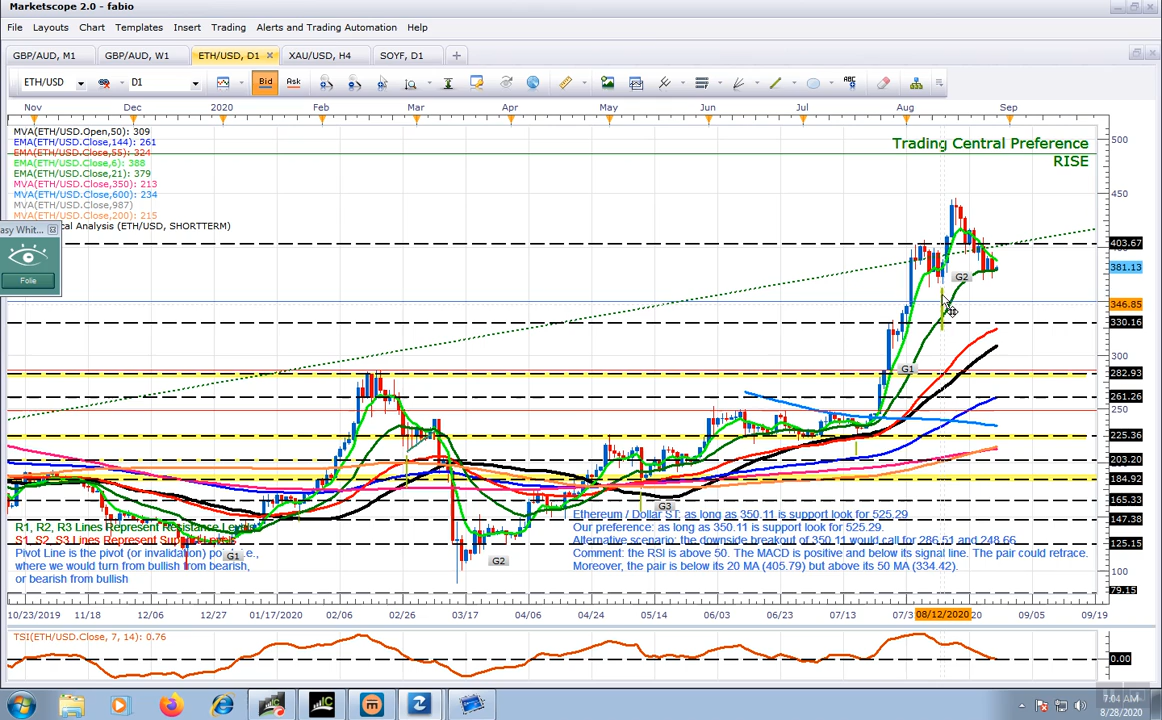 Marketscope 2.0 - fabio
File Layouts Chart Templates Insert Trading Alerts and Trading Automation Help
GBP/AUD, M1 GBP/AUD, W1 ETH/USD, D1 XAU/USD, H4 SOYF, D1
ETH/USD D1 Bid Ask ABC
Nov Dec 2020 Feb Mar Apr May Jun Jul Aug Sep
MVA(ETH/USD.Open,50): 309
EMA(ETH/USD.Close,144): 261
EMA(ETH/USD.Close,55): 324
EMA(ETH/USD.Close,6): 388
EMA(ETH/USD.Close,21): 379
MVA(ETH/USD.Close,350): 213
MVA(ETH/USD.Close,600): 234
MVA(ETH/USD.Close,987)
MVA(ETH/USD.Close,200): 215
cal Analysis (ETH/USD, SHORTTERM)
Trading Central Preference
RISE
asy Whit...
Folie
500
450
403.67
400
381.13
346.85
330.16
300
282.93
261.26
250
225.36
203.20
184.92
165.33
147.38
125.15
100
79.15
G2
G1
G3
G2
G1
R1, R2, R3 Lines Represent Resistance Levels
S1, S2, S3 Lines Represent Support Levels
Pivot Line is the pivot (or invalidation) point, i.e.,
where we would turn from bullish from bearish,
or bearish from bullish
Ethereum / Dollar ST: as long as 350.11 is support look for 525.29
Our preference: as long as 350.11 is support look for 525.29.
Alternative scenario: the downside breakout of 350.11 would call for 286.51 and 248.66.
Comment: the RSI is above 50. The MACD is positive and below its signal line. The pair could retrace.
Moreover, the pair is below its 20 MA (405.79) but above its 50 MA (334.42).
10/23/2019 11/18 12/06 12/27 01/17/2020 02/06 02/26 03/17 04/06 04/24 05/14 06/03 06/23 07/13 07/3 08/12/2020 20 09/05 09/19
TSI(ETH/USD.Close, 7, 14): 0.76
0.00
7:04 AM
8/28/2020